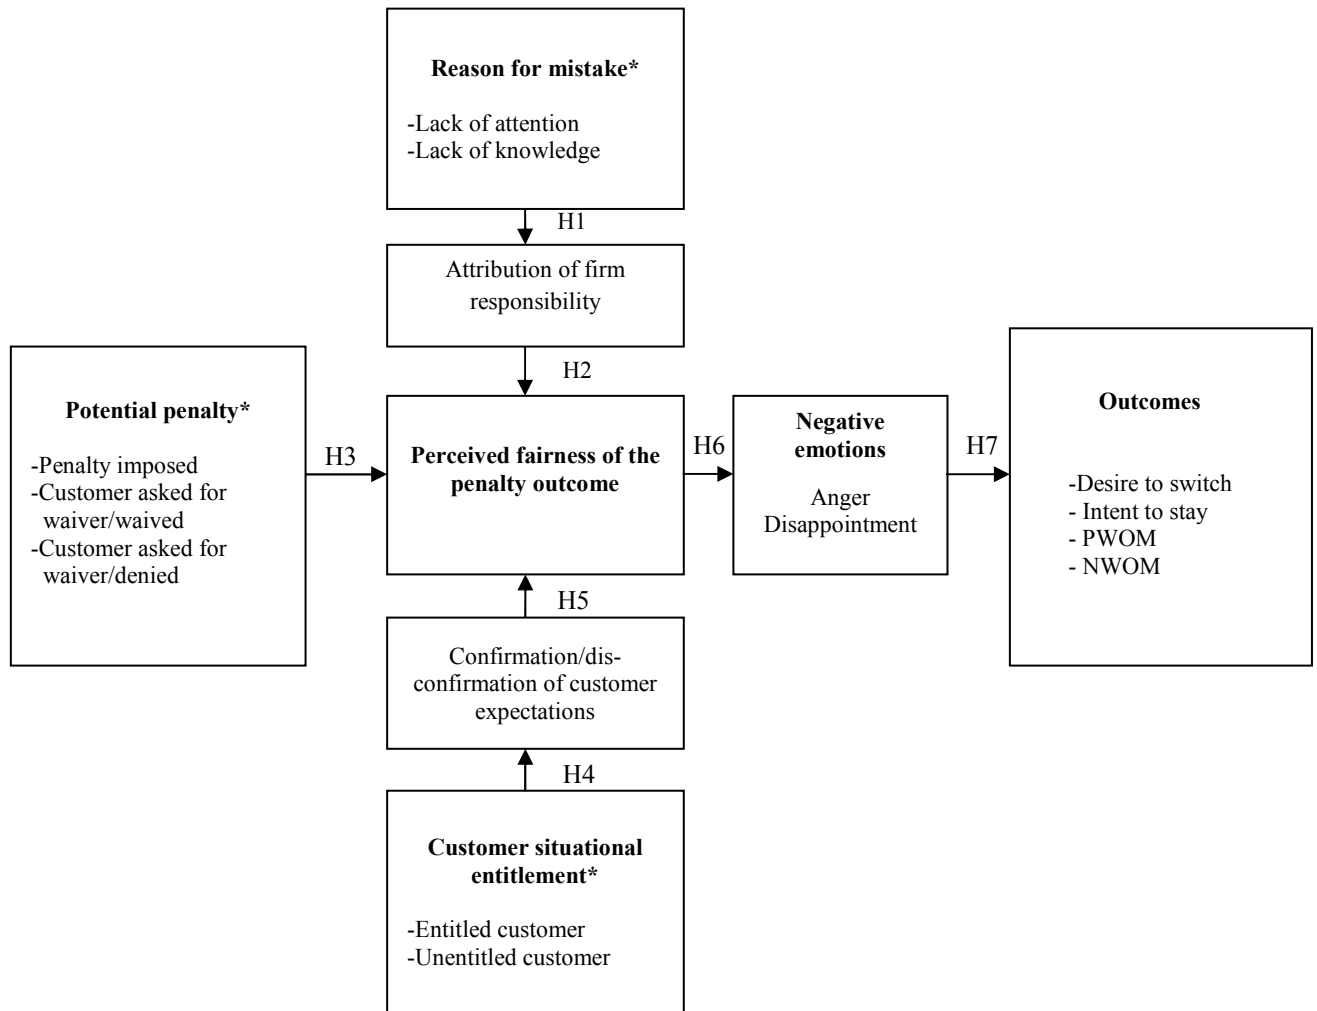 Reason for mistake*
-Lack of attention
-Lack of knowledge
H1
Attribution of firm
responsibility
H2
Potential penalty*
-Penalty imposed
-Customer asked for
waiver/waived
-Customer asked for
waiver/denied
H3
Perceived fairness of the
penalty outcome
H6
Negative
emotions
Anger
Disappointment
H7
Outcomes
-Desire to switch
- Intent to stay
- PWOM
- NWOM
H5
Confirmation/dis-
confirmation of customer
expectations
H4
Customer situational
entitlement*
-Entitled customer
-Unentitled customer